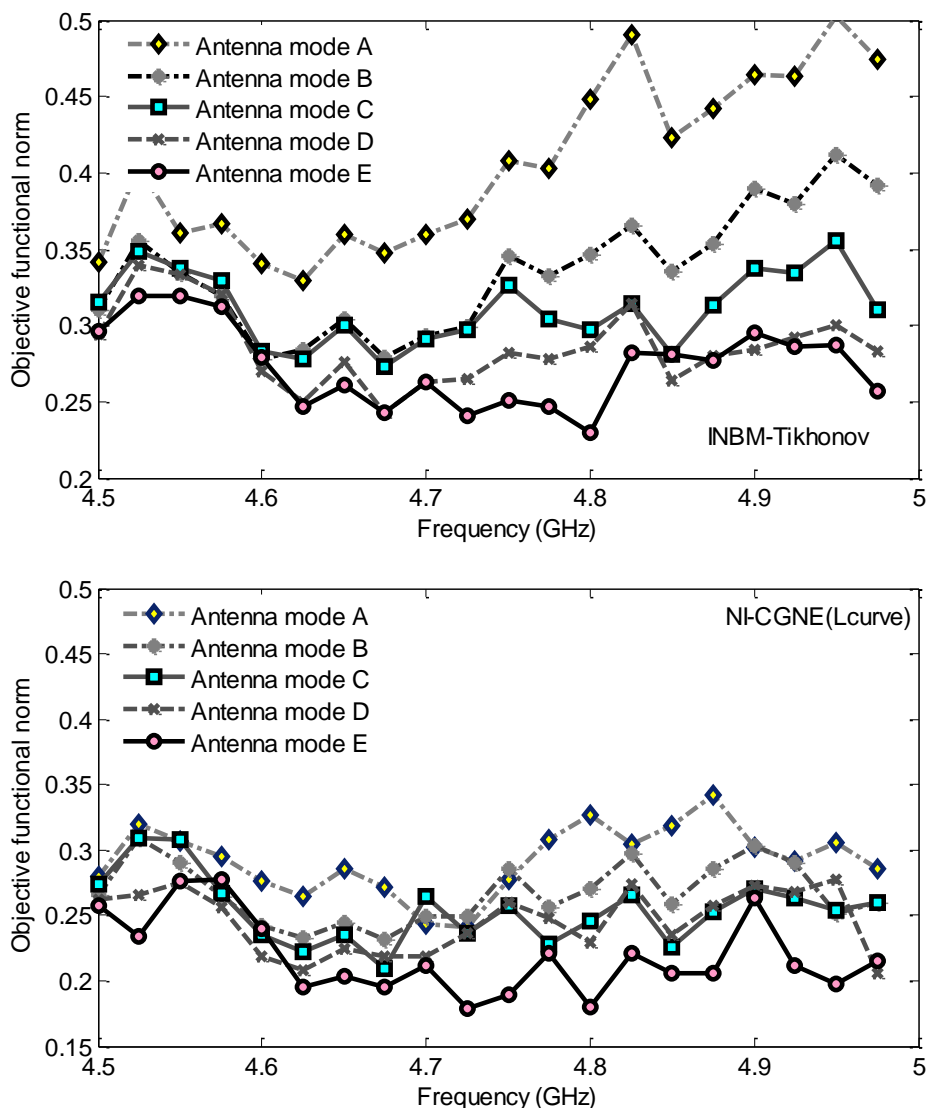 0.5
0.45
0.4
0.35
0.3
0.25
0.2
Objective functional norm
Antenna mode A
Antenna mode B
Antenna mode C
Antenna mode D
Antenna mode E
INBM-Tikhonov
4.5 4.6 4.7 4.8 4.9 5
Frequency (GHz)
0.5
0.45
0.4
0.35
0.3
0.25
0.2
0.15
Objective functional norm
Antenna mode A
Antenna mode B
Antenna mode C
Antenna mode D
Antenna mode E
NI-CGNE(Lcurve)
4.5 4.6 4.7 4.8 4.9 5
Frequency (GHz)